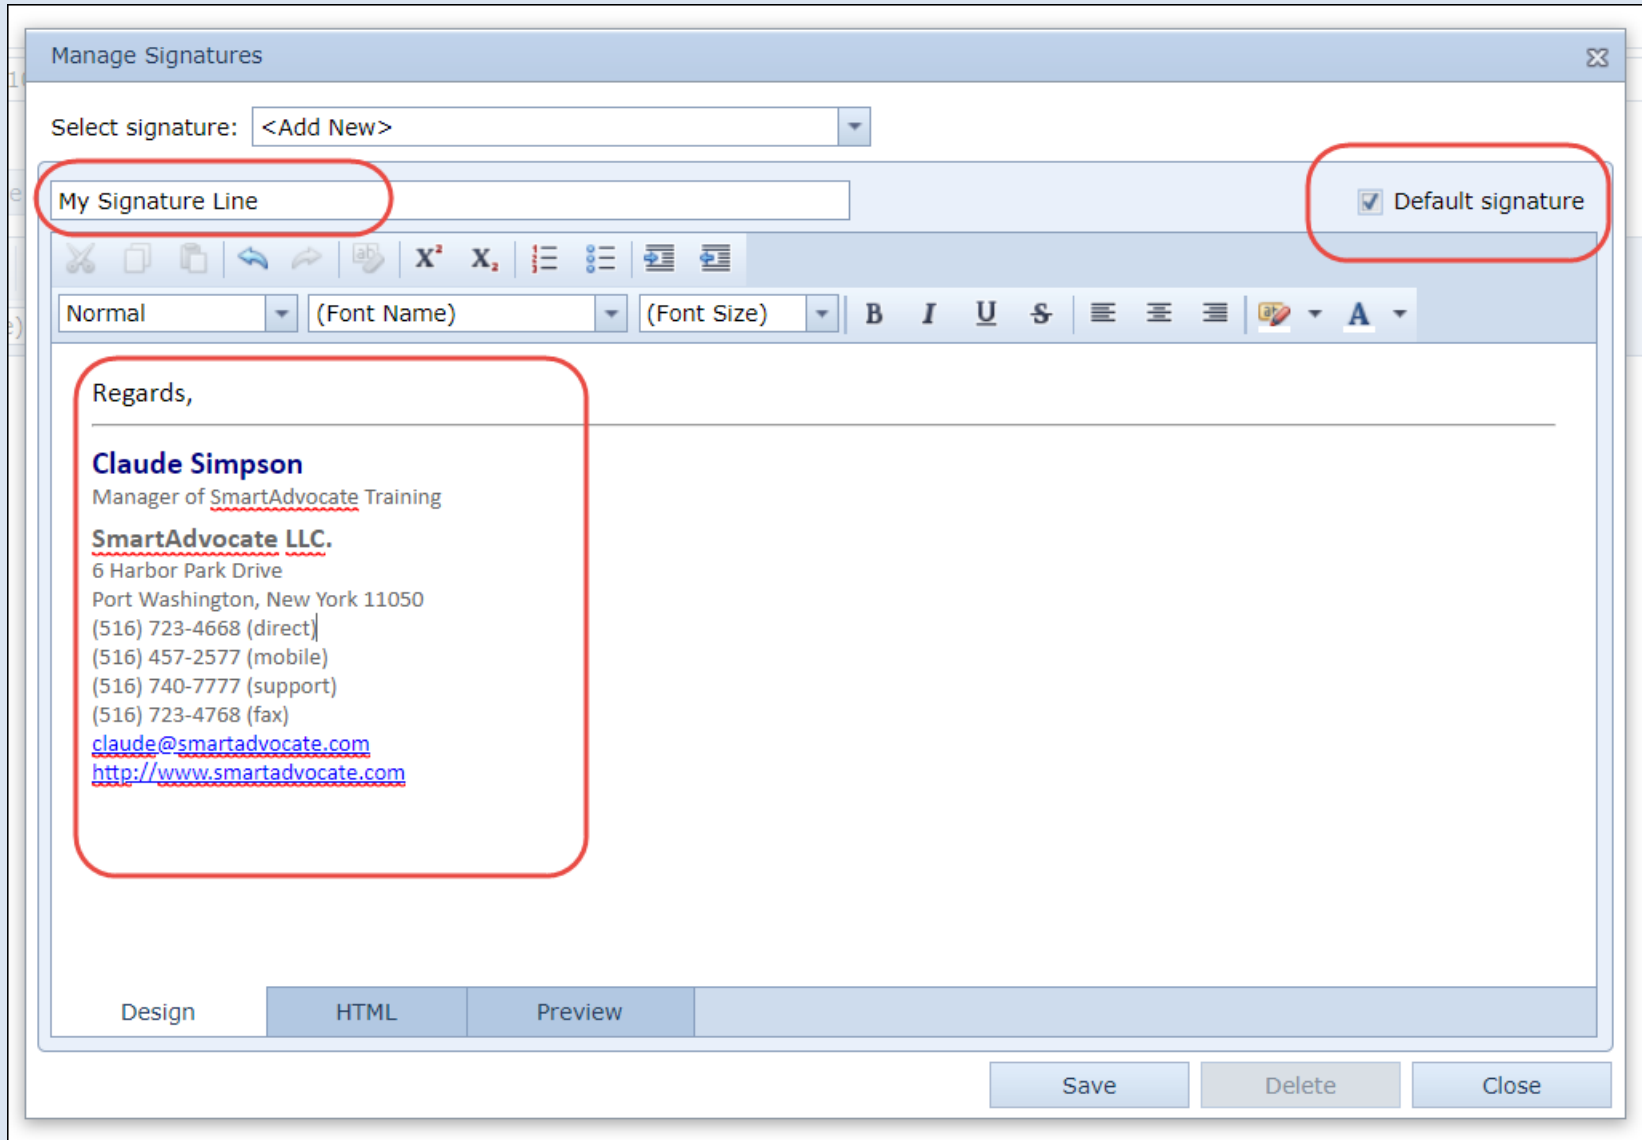 Manage Signatures
Select signature: <Add New>
My Signature Line
Default signature
Normal (Font Name) (Font Size) B I U S A
Regards,
Claude Simpson
Manager of SmartAdvocate Training
SmartAdvocate LLC.
6 Harbor Park Drive
Port Washington, New York 11050
(516) 723-4668 (direct)
(516) 457-2577 (mobile)
(516) 740-7777 (support)
(516) 723-4768 (fax)
claude@smartadvocate.com
http://www.smartadvocate.com
Design HTML Preview
Save Delete Close